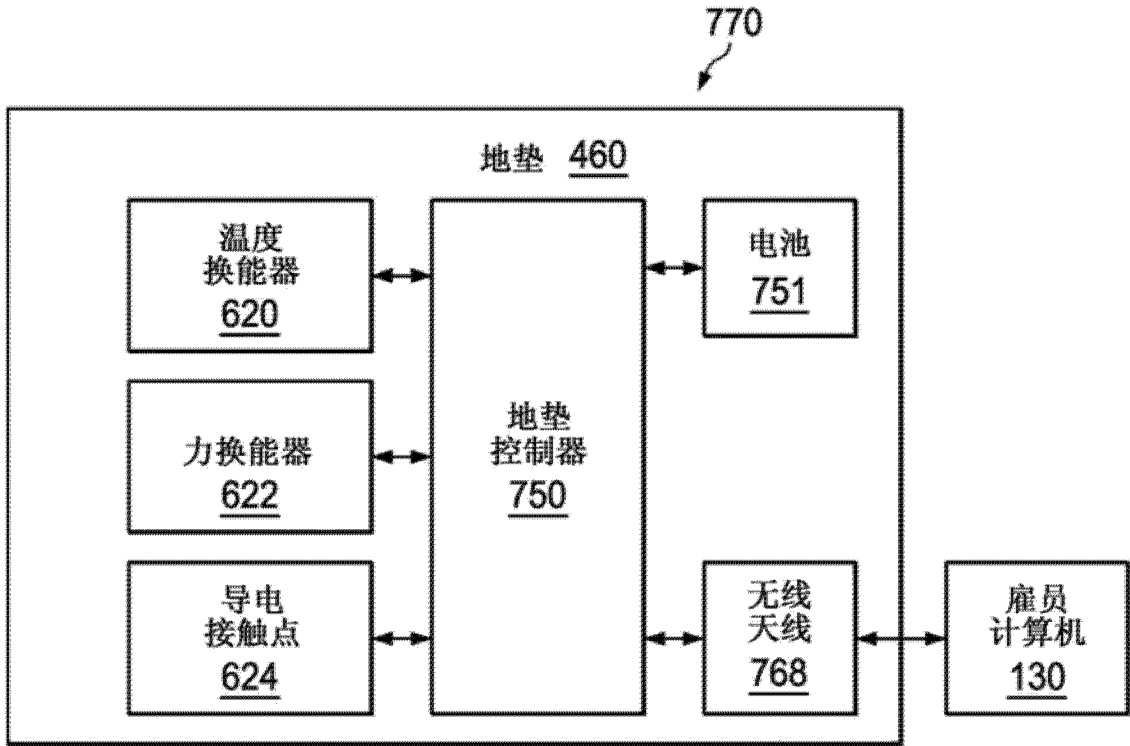 770
地垫 460
温度
换能器
620
力换能器
622
导电
接触点
624
地垫
控制器
750
电池
751
无线
天线
768
雇员
计算机
130